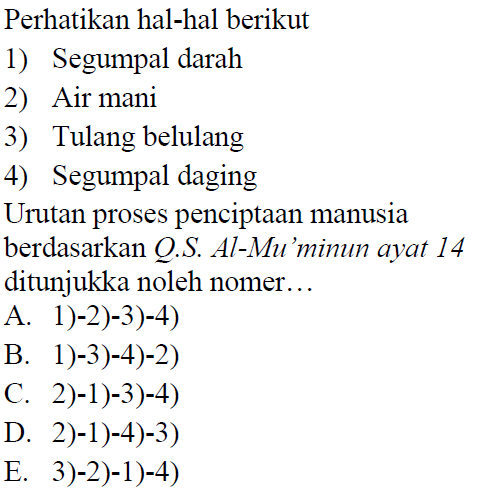 Perhatikan hal-hal berikut
1) Segumpal darah
2) Air mani
3) Tulang belulang
4) Segumpal daging
Urutan proses penciptaan manusia
berdasarkan Q.S. Al-Mu’minun ayat 14
ditunjukka noleh nomer…
A. 1)-2)-3)-4)
B. 1)-3)-4)-2)
C. 2)-1)-3)-4)
D. 2)-1)-4)-3)
E. 3)-2)-1)-4)